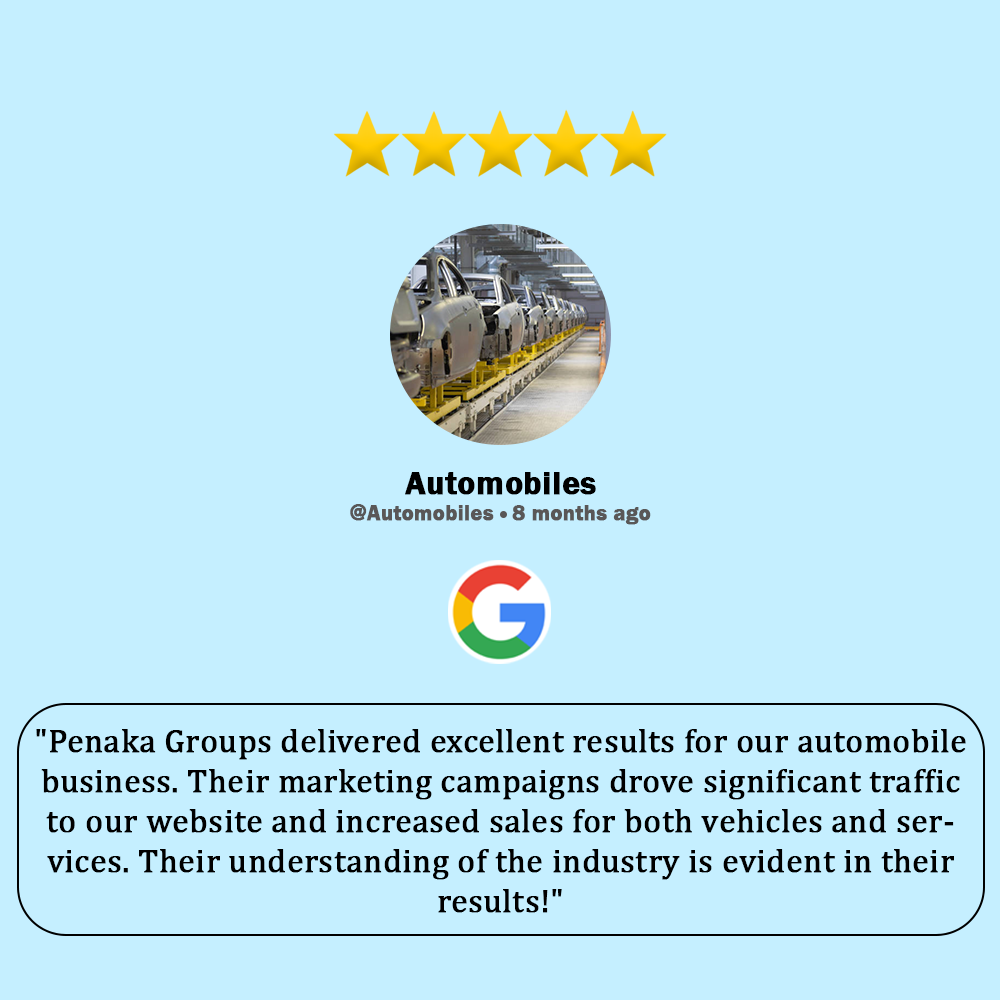 Automobiles
@Automobiles • 8 months ago
"Penaka Groups delivered excellent results for our automobile
business. Their marketing campaigns drove significant traffic
to our website and increased sales for both vehicles and ser-
vices. Their understanding of the industry is evident in their
results!"